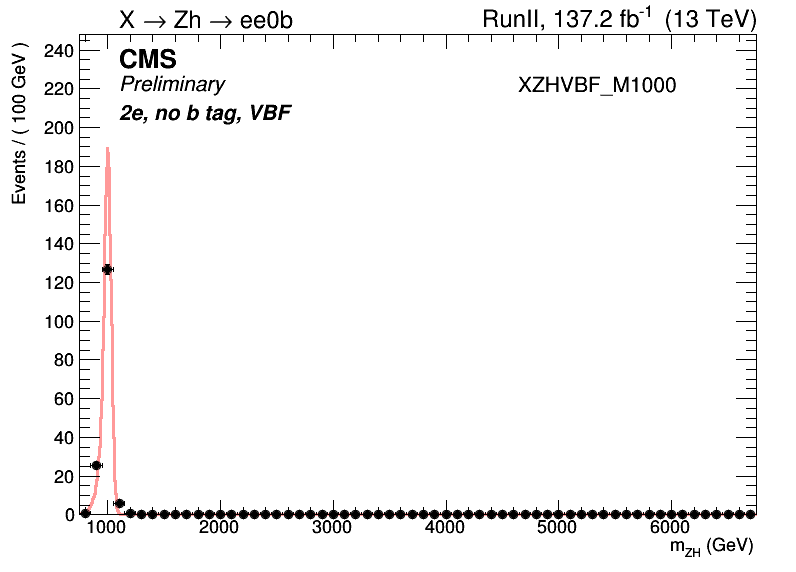 X → Zh → ee0b
RunII, 137.2 fb⁻¹ (13 TeV)
CMS
Preliminary
2e, no b tag, VBF
XZHVBF_M1000
Events / ( 100 GeV )
240
220
200
180
160
140
120
100
80
60
40
20
0
1000 2000 3000 4000 5000 6000
m_ZH (GeV)